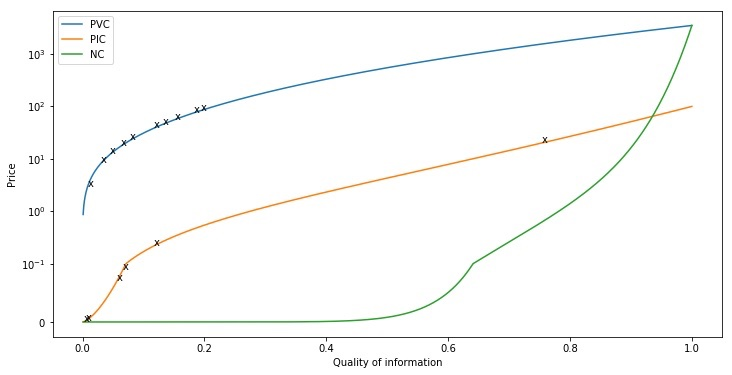 PVC
PIC
NC
Price
10³
10²
10¹
10⁰
10⁻¹
0
0.0
0.2
0.4
0.6
0.8
1.0
Quality of information
x x x x x x x x x x x
x x x x x x